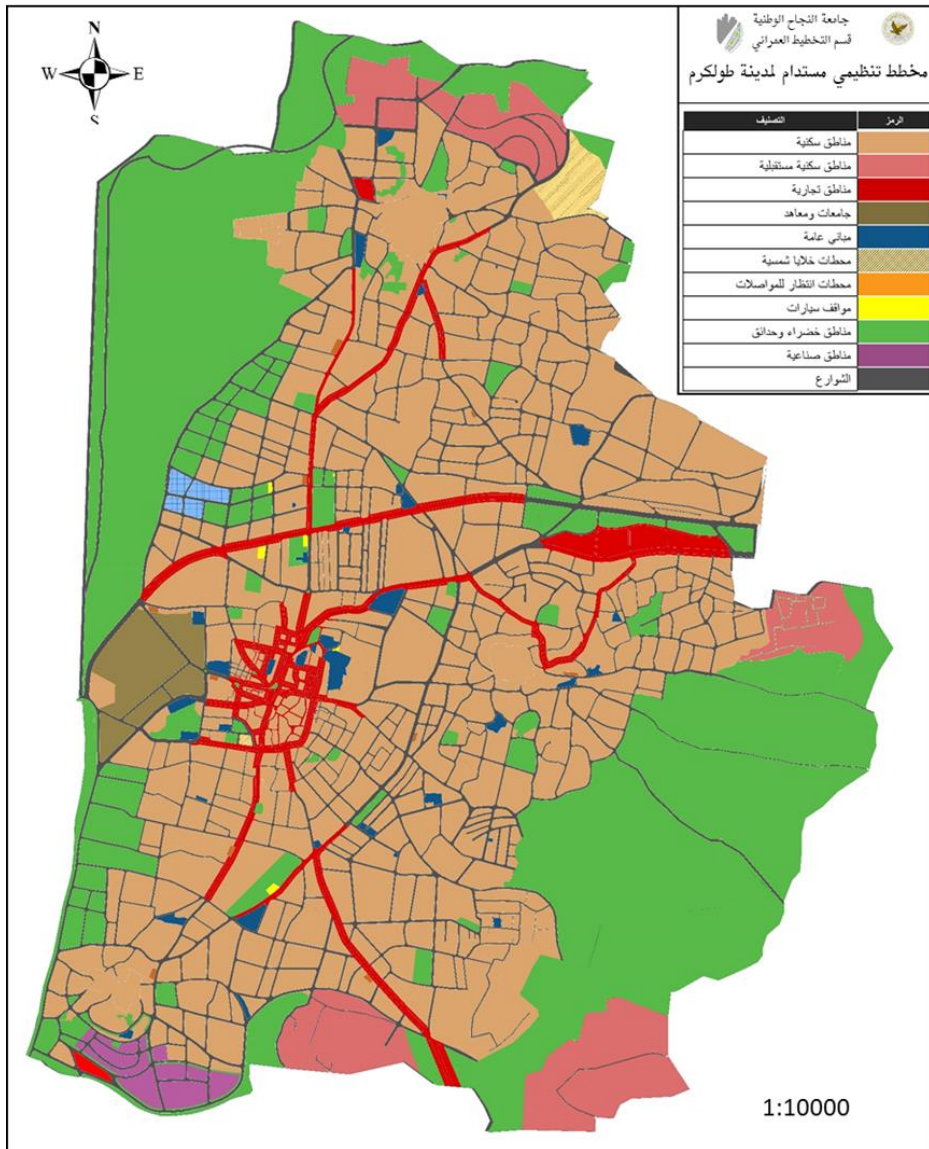 N
W
E
S
جامعة النجاح الوطنية
قسم التخطيط العمراني
مخطط تنظيمي مستدام لمدينة طولكرم
التصنيف الرمز
مناطق سكنية
مناطق سكنية مستقبلية
مناطق تجارية
جامعات ومعاهد
مباني عامة
محطات خلايا شمسية
محطات انتظار للمواصلات
مواقف سيارات
مناطق خضراء وحدائق
مناطق صناعية
الشوارع
1:10000